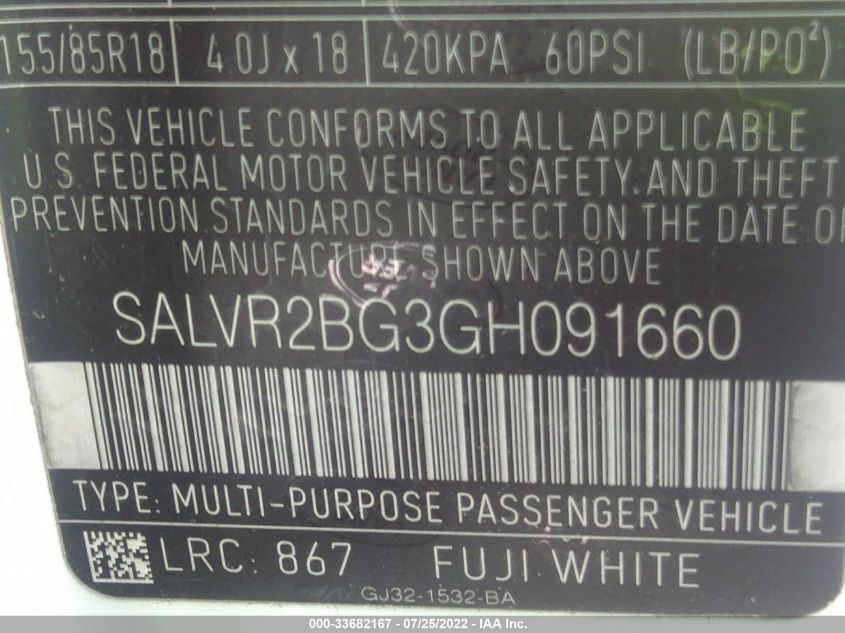 155/85R18 4.0J x 18 420KPA 60PSI (LB/PO²)
THIS VEHICLE CONFORMS TO ALL APPLICABLE
U.S. FEDERAL MOTOR VEHICLE SAFETY AND THEFT
PREVENTION STANDARDS IN EFFECT ON THE DATE OF
MANUFACTURE SHOWN ABOVE
SALVR2BG3GH091660
TYPE: MULTI-PURPOSE PASSENGER VEHICLE
LRC: 867 FUJI WHITE
GJ32-1532-BA
000-33682167 - 07/25/2022 - IAA Inc.